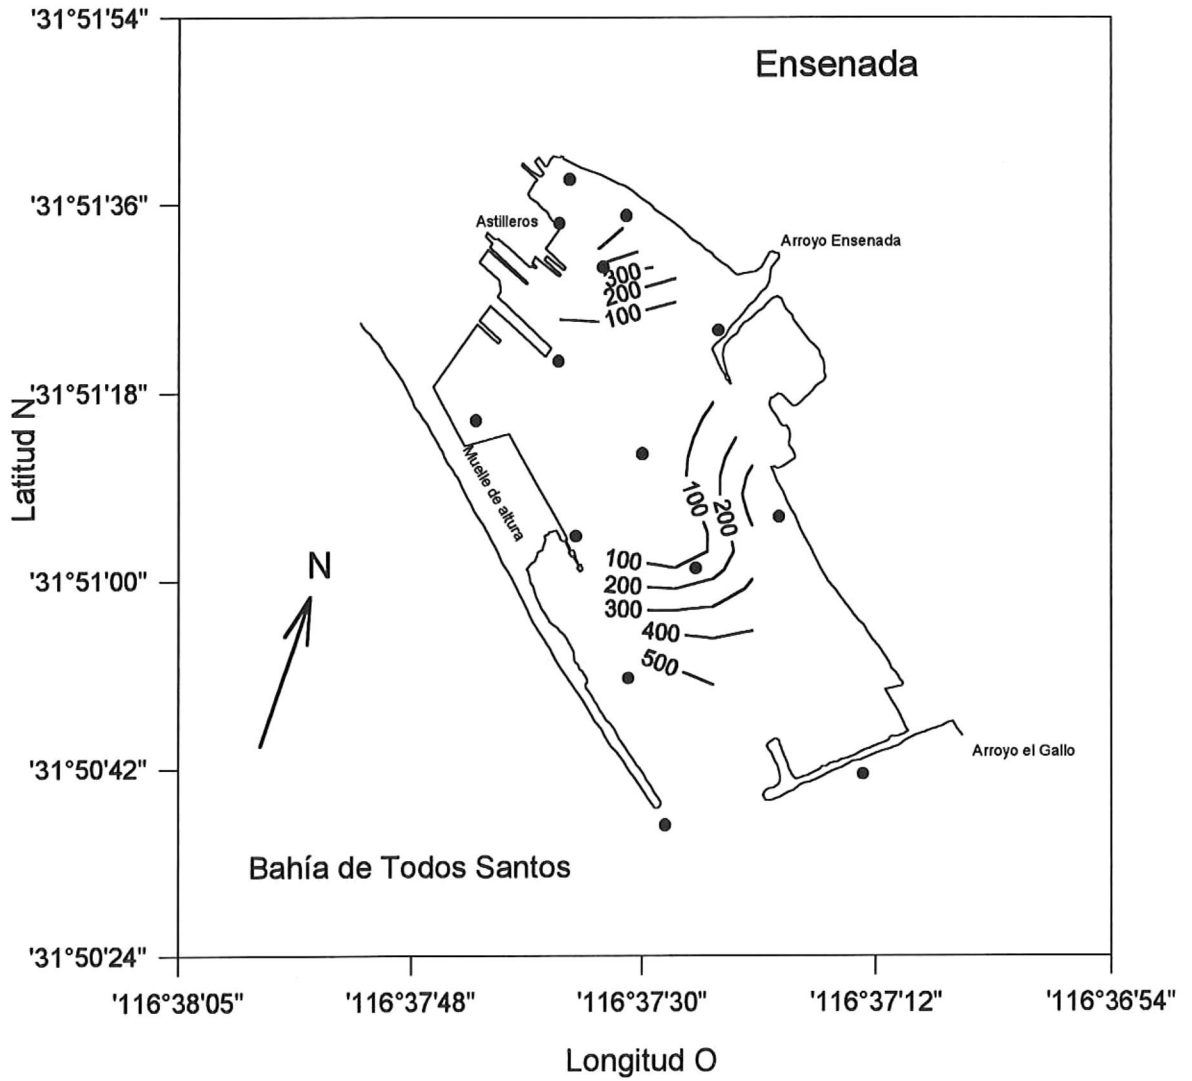 '31°51'54"
Ensenada
'31°51'36"
Astilleros
Arroyo Ensenada
300
200
100
'31°51'18"
Latitud N
Muelle de altura
100
200
100
200
300
400
500
N
'31°51'00"
'31°50'42"
Arroyo el Gallo
Bahía de Todos Santos
'31°50'24"
'116°38'05"
'116°37'48"
'116°37'30"
'116°37'12"
'116°36'54"
Longitud O